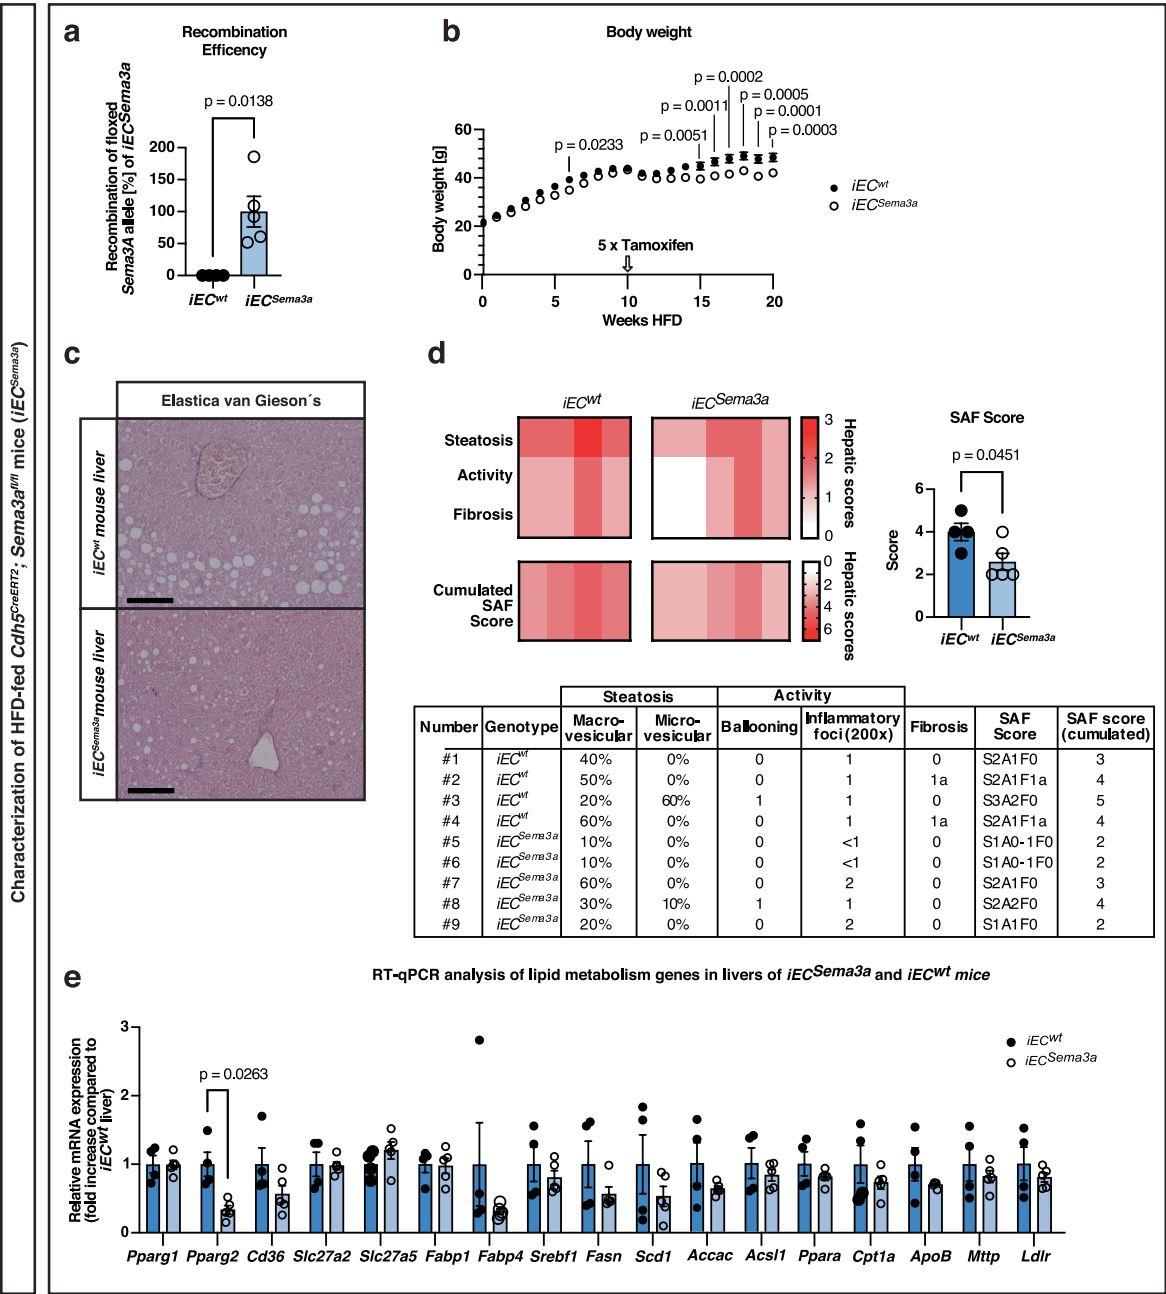 Characterization of HFD-fed Cdh5CreERT2; Sema3afl/fl mice (iECSema3a)
a
Recombination
Efficency
Recombination of floxed
Sema3A allele [%] of iECSema3a
p = 0.0138
200
150
100
50
0
iECwt
iECSema3a
b
Body weight
Body weight [g]
p = 0.0002
p = 0.0005
p = 0.0011
p = 0.0001
p = 0.0051
p = 0.0003
p = 0.0233
60
40
20
0
5 x Tamoxifen
0 5 10 15 20
Weeks HFD
iECwt
iECSema3a
c
Elastica van Gieson´s
iECwt mouse liver
iECSema3a mouse liver
d
iECwt iECSema3a
Steatosis
Activity
Fibrosis
3
2
1
0
Hepatic scores
Cumulated
SAF
Score
0
2
4
6
Hepatic scores
SAF Score
p = 0.0451
Score
6
4
2
0
iECwt iECSema3a
Steatosis Activity
Number Genotype Macro-vesicular Micro-vesicular Ballooning Inflammatory foci (200x) Fibrosis SAF Score SAF score (cumulated)
#1 iECwt 40% 0% 0 1 0 S2A1F0 3
#2 iECwt 50% 0% 0 1 1a S2A1F1a 4
#3 iECwt 20% 60% 1 1 0 S3A2F0 5
#4 iECwt 60% 0% 0 1 1a S2A1F1a 4
#5 iECSema3a 10% 0% 0 <1 0 S1A0-1F0 2
#6 iECSema3a 10% 0% 0 <1 0 S1A0-1F0 2
#7 iECSema3a 60% 0% 0 2 0 S2A1F0 3
#8 iECSema3a 30% 10% 1 1 0 S2A2F0 4
#9 iECSema3a 20% 0% 0 2 0 S1A1F0 2
e
RT-qPCR analysis of lipid metabolism genes in livers of iECSema3a and iECwt mice
Relative mRNA expression
(fold increase compared to
iECwt liver)
3
2
1
0
p = 0.0263
iECwt
iECSema3a
Pparg1 Pparg2 Cd36 Slc27a2 Slc27a5 Fabp1 Fabp4 Srebf1 Fasn Scd1 Accac Acsl1 Ppara Cpt1a ApoB Mttp Ldlr